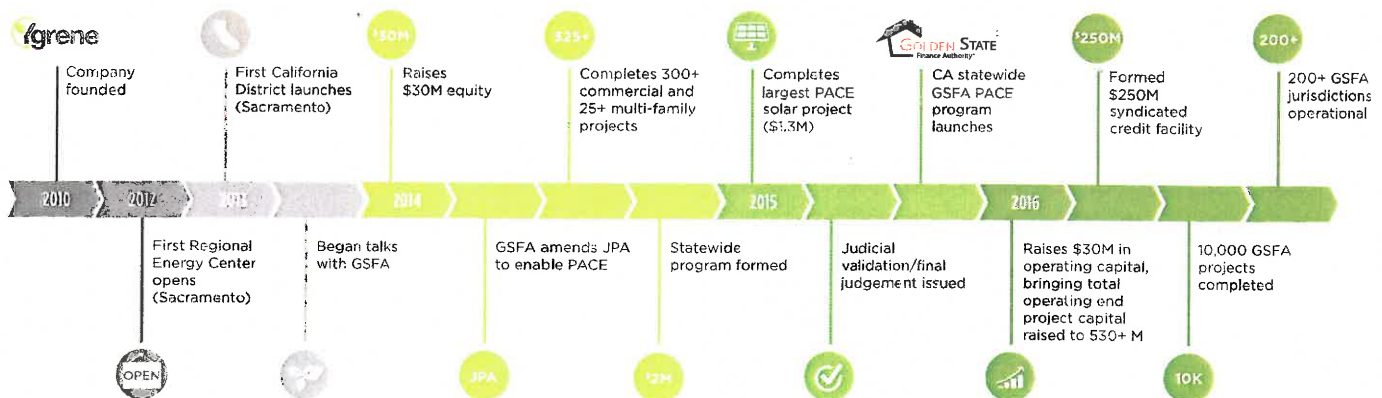 Ygrene
$30M
325+
GOLDEN STATE
Finance Authority
$250M
200+
Company
founded
First California
District launches
(Sacramento)
Raises
$30M equity
Completes 300+
commercial and
25+ multi-family
projects
Completes
largest PACE
solar project
($1.3M)
CA statewide
GSFA PACE
program
launches
Formed
$250M
syndicated
credit facility
200+ GSFA
jurisdictions
operational
2010
2012
2013
2014
2015
2016
First Regional
Energy Center
opens
(Sacramento)
Began talks
with GSFA
GSFA amends JPA
to enable PACE
Statewide
program formed
Judicial
validation/final
judgement issued
Raises $30M in
operating capital,
bringing total
operating end
project capital
raised to 530+ M
10,000 GSFA
projects
completed
OPEN
JPA
$2M
10K